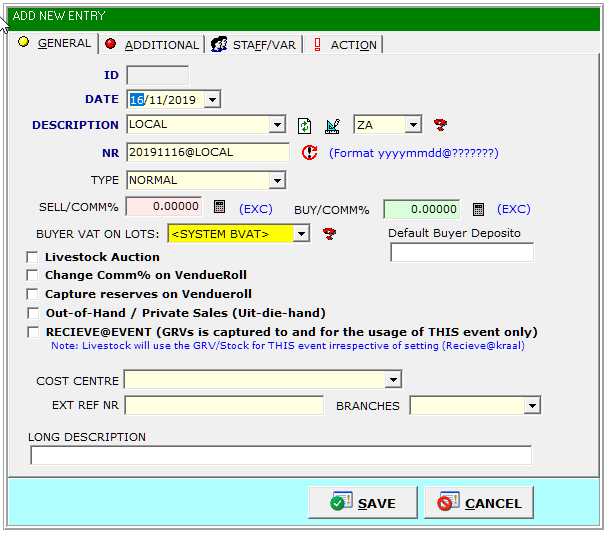 ADD NEW ENTRY
GENERAL ADDITIONAL STAFF/VAR ACTION
ID
DATE 16/11/2019
DESCRIPTION LOCAL ZA
NR 20191116@LOCAL (Format yyyymmdd@???????)
TYPE NORMAL
SELL/COMM% 0.00000 (EXC) BUY/COMM% 0.00000 (EXC)
BUYER VAT ON LOTS: <SYSTEM BVAT> Default Buyer Deposito
Livestock Auction
Change Comm% on VendueRoll
Capture reserves on Vendueroll
Out-of-Hand / Private Sales (Uit-die-hand)
RECIEVE@EVENT (GRVs is captured to and for the usage of THIS event only)
Note: Livestock will use the GRV/Stock for THIS event irrespective of setting (Recieve@kraal)
COST CENTRE
EXT REF NR BRANCHES
LONG DESCRIPTION
SAVE CANCEL